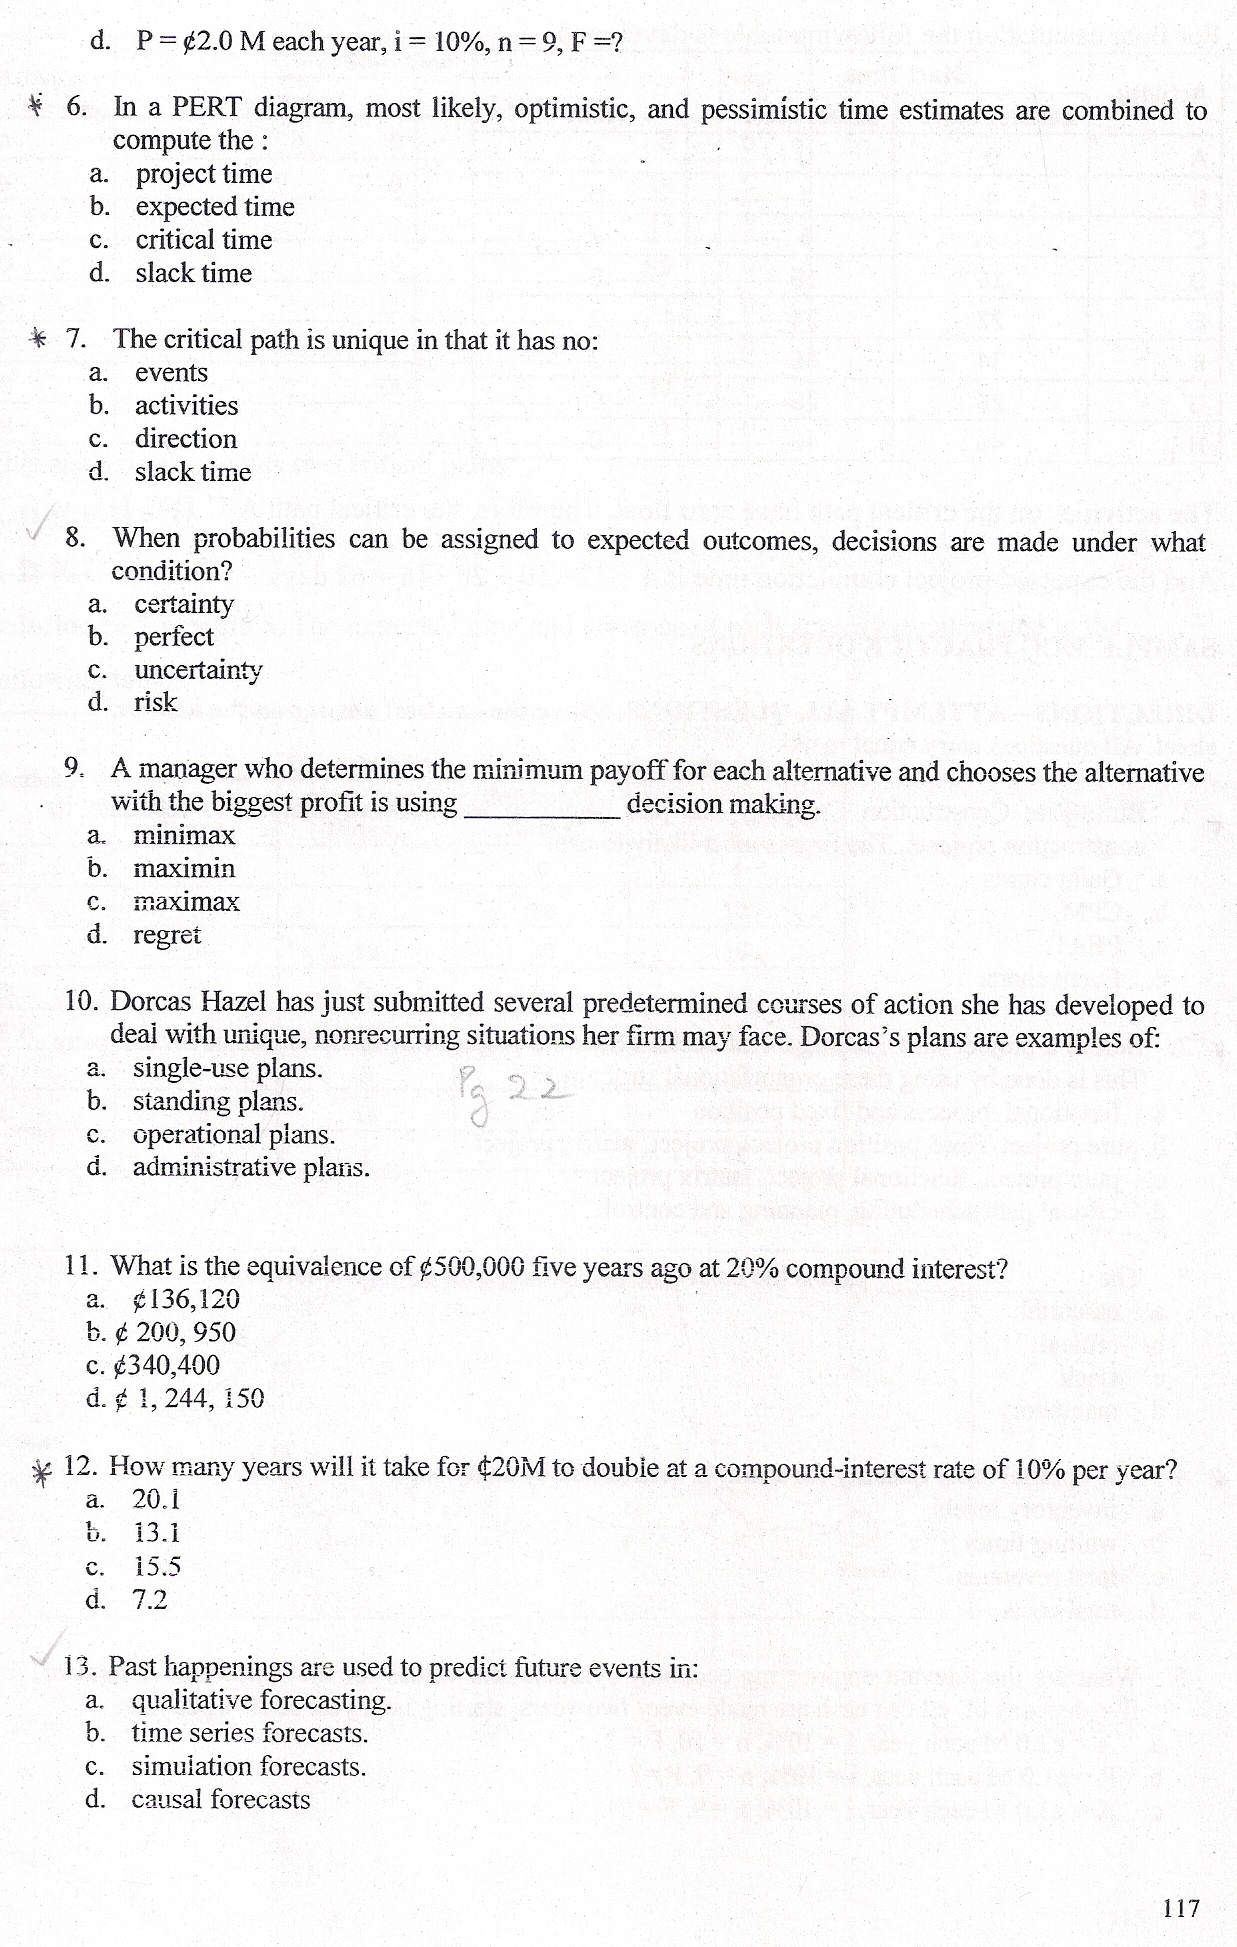 d. P = ₵2.0 M each year, i = 10%, n = 9, F =?
* 6. In a PERT diagram, most likely, optimistic, and pessimistic time estimates are combined to
compute the :
a. project time
b. expected time
c. critical time
d. slack time
* 7. The critical path is unique in that it has no:
a. events
b. activities
c. direction
d. slack time
8. When probabilities can be assigned to expected outcomes, decisions are made under what
condition?
a. certainty
b. perfect
c. uncertainty
d. risk
9. A manager who determines the minimum payoff for each alternative and chooses the alternative
with the biggest profit is using ____________ decision making.
a. minimax
b. maximin
c. maximax
d. regret
10. Dorcas Hazel has just submitted several predetermined courses of action she has developed to
deal with unique, nonrecurring situations her firm may face. Dorcas's plans are examples of:
a. single-use plans.
Pg 22
b. standing plans.
c. operational plans.
d. administrative plans.
11. What is the equivalence of ₵500,000 five years ago at 20% compound interest?
a. ₵136,120
b. ₵ 200, 950
c. ₵340,400
d. ₵ 1, 244, 150
* 12. How many years will it take for ₵20M to double at a compound-interest rate of 10% per year?
a. 20.1
b. 13.1
c. 15.5
d. 7.2
13. Past happenings are used to predict future events in:
a. qualitative forecasting.
b. time series forecasts.
c. simulation forecasts.
d. causal forecasts
117